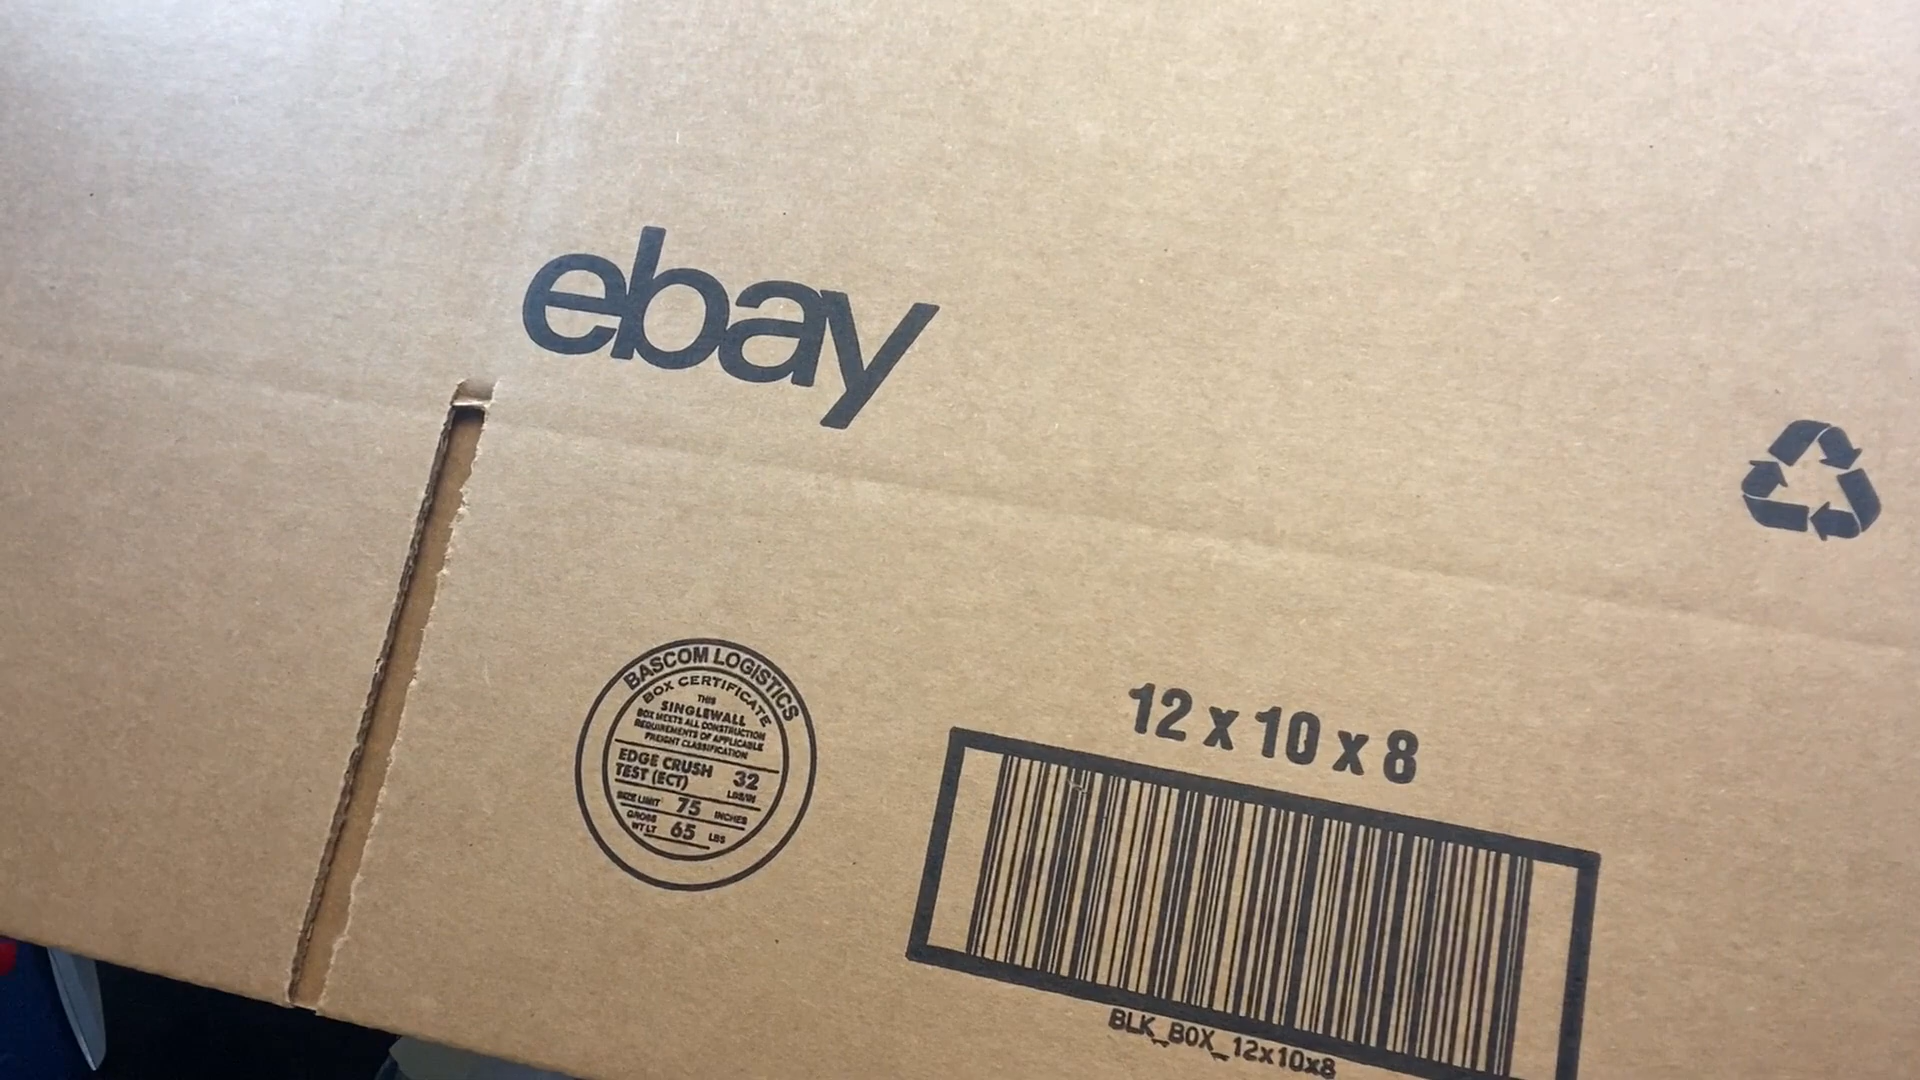 ebay
BASCOM LOGISTICS
BOX CERTIFICATE
THIS
SINGLEWALL
BOX MEETS ALL CONSTRUCTION
REQUIREMENTS OF APPLICABLE
FREIGHT CLASSIFICATION
EDGE CRUSH
TEST (ECT) 32
LBS/IN
SIZE LIMIT 75 INCHES
GROSS
WT LT 65 LBS
12 x 10 x 8
BLK_BOX_12x10x8